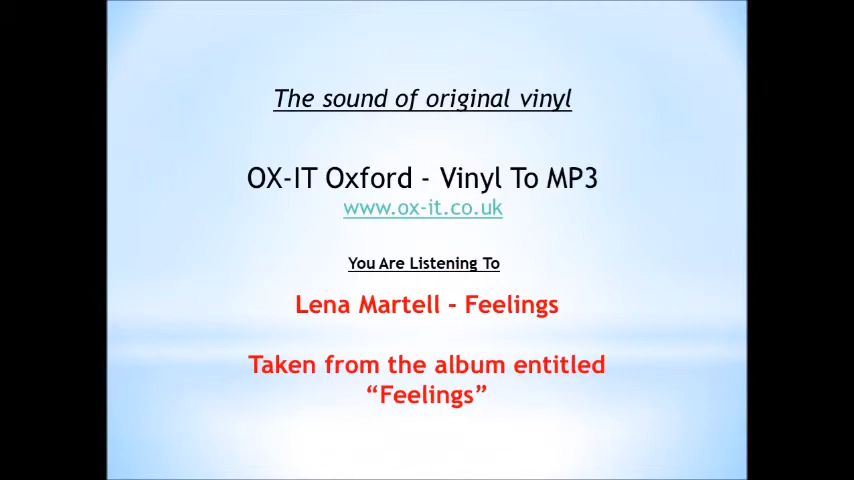 The sound of original vinyl
OX-IT Oxford - Vinyl To MP3
www.ox-it.co.uk
You Are Listening To
Lena Martell - Feelings
Taken from the album entitled
“Feelings”